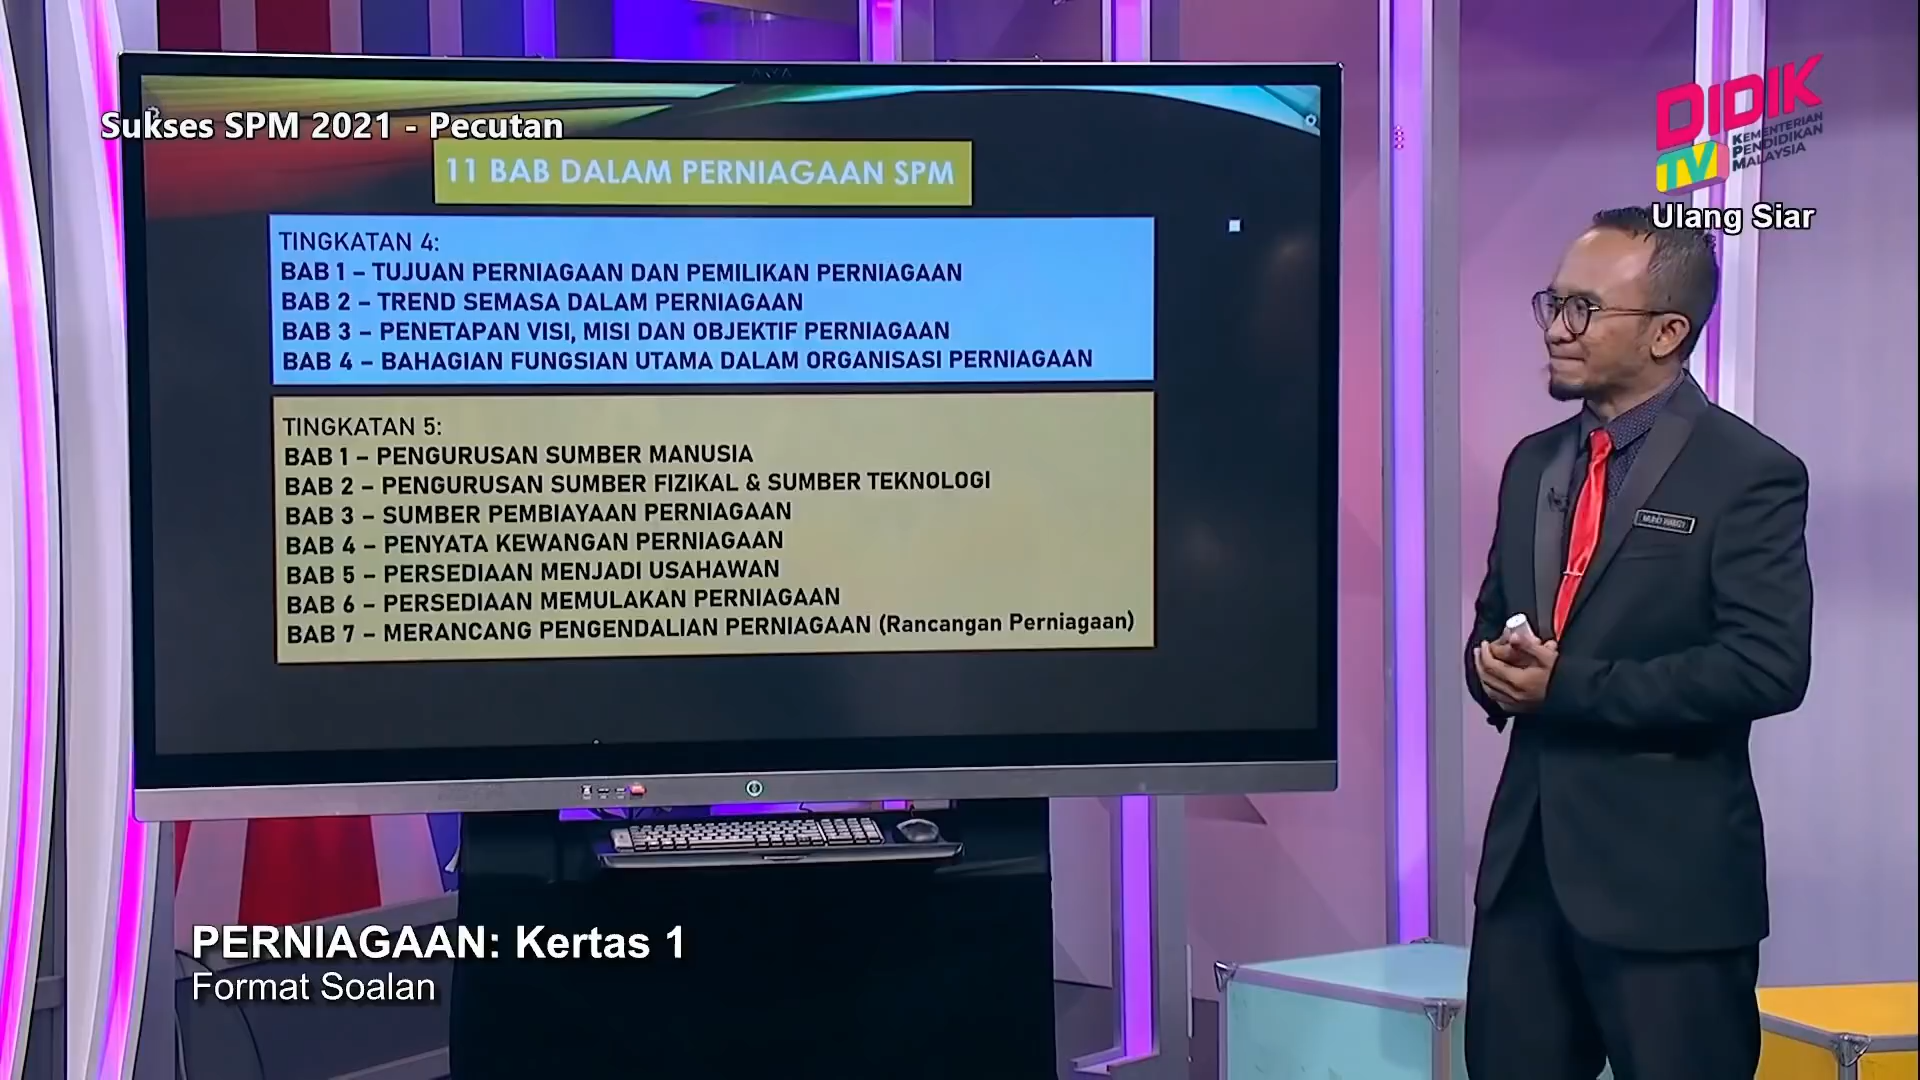 Sukses SPM 2021 - Pecutan
11 BAB DALAM PERNIAGAAN SPM
TINGKATAN 4:
BAB 1 – TUJUAN PERNIAGAAN DAN PEMILIKAN PERNIAGAAN
BAB 2 – TREND SEMASA DALAM PERNIAGAAN
BAB 3 – PENETAPAN VISI, MISI DAN OBJEKTIF PERNIAGAAN
BAB 4 – BAHAGIAN FUNGSIAN UTAMA DALAM ORGANISASI PERNIAGAAN
TINGKATAN 5:
BAB 1 – PENGURUSAN SUMBER MANUSIA
BAB 2 – PENGURUSAN SUMBER FIZIKAL & SUMBER TEKNOLOGI
BAB 3 – SUMBER PEMBIAYAAN PERNIAGAAN
BAB 4 – PENYATA KEWANGAN PERNIAGAAN
BAB 5 – PERSEDIAAN MENJADI USAHAWAN
BAB 6 – PERSEDIAAN MEMULAKAN PERNIAGAAN
BAB 7 – MERANCANG PENGENDALIAN PERNIAGAAN (Rancangan Perniagaan)
DIDIK
TV
KEMENTERIAN
PENDIDIKAN
MALAYSIA
Ulang Siar
PERNIAGAAN: Kertas 1
Format Soalan